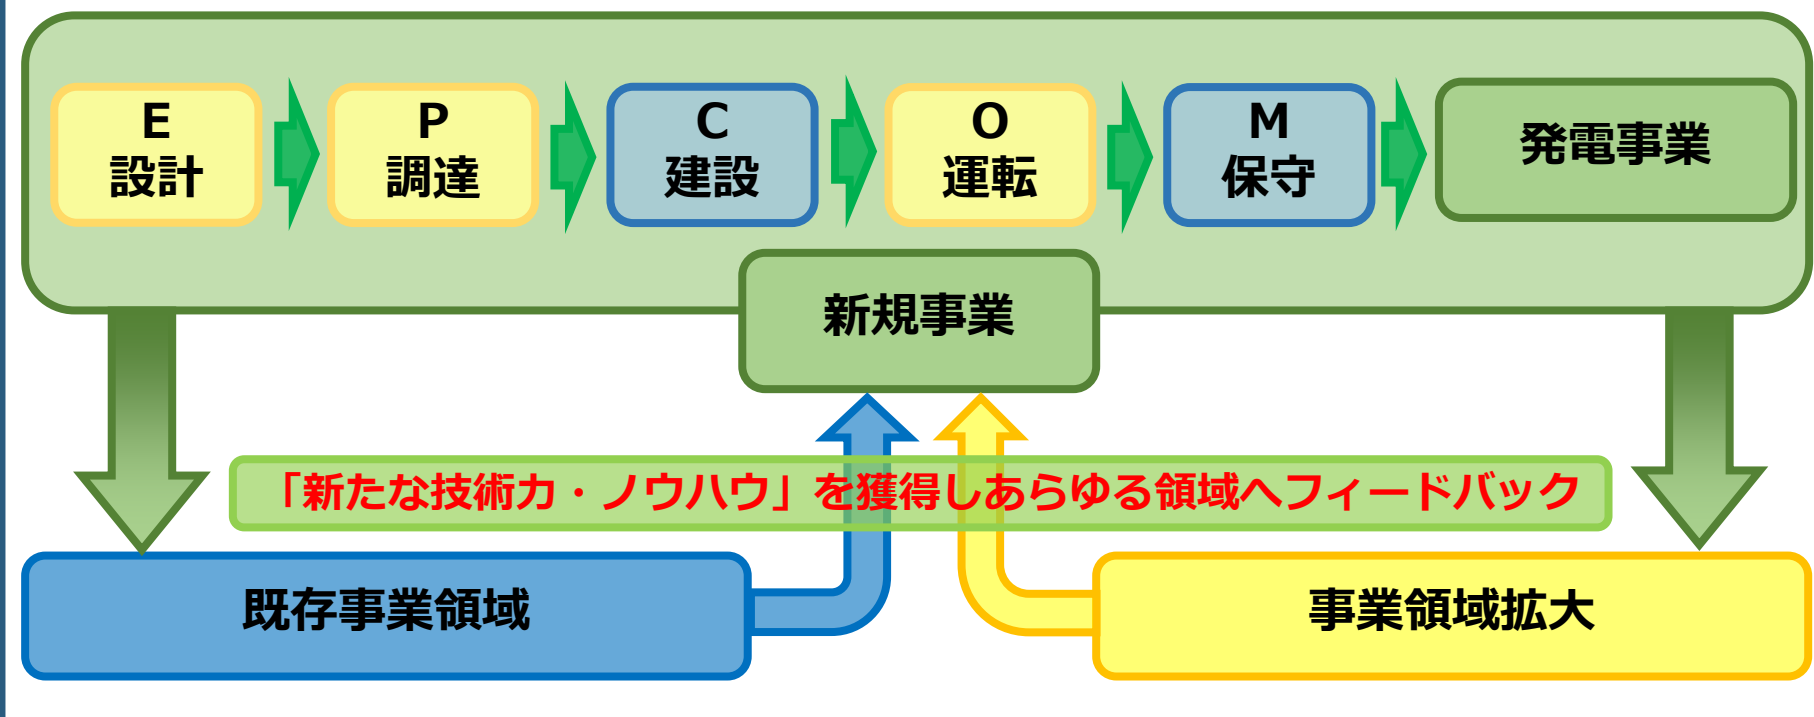 E
設計
P
調達
C
建設
O
運転
M
保守
発電事業
新規事業
「新たな技術力・ノウハウ」を獲得しあらゆる領域へフィードバック
既存事業領域
事業領域拡大